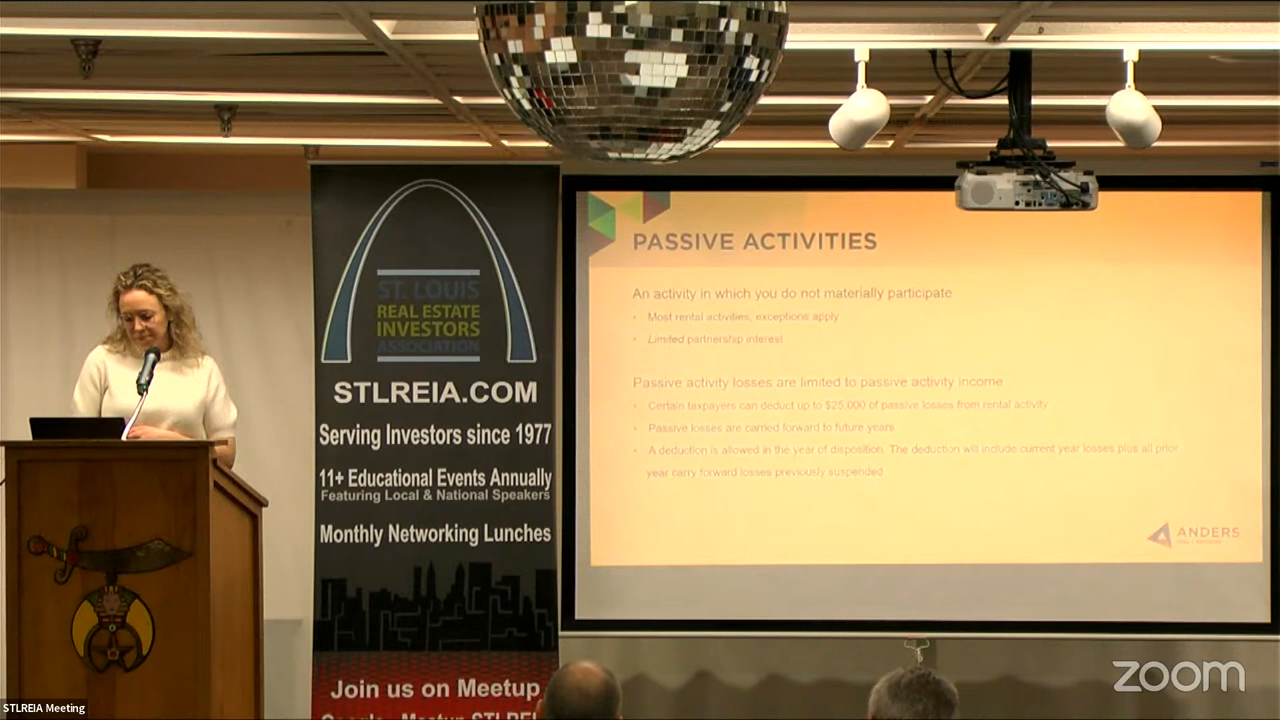 ST. LOUIS
REAL ESTATE
INVESTORS
ASSOCIATION
STLREIA.COM
Serving Investors since 1977
11+ Educational Events Annually
Featuring Local & National Speakers
Monthly Networking Lunches
Join us on Meetup
PASSIVE ACTIVITIES
An activity in which you do not materially participate
• Most rental activities, exceptions apply
• Limited partnership interest
Passive activity losses are limited to passive activity income
• Certain taxpayers can deduct up to $25,000 of passive losses from rental activity
• Passive losses are carried forward to future years
• A deduction is allowed in the year of disposition. The deduction will include current year losses plus all prior
year carry forward losses previously suspended
ANDERS
zoom
STLREIA Meeting